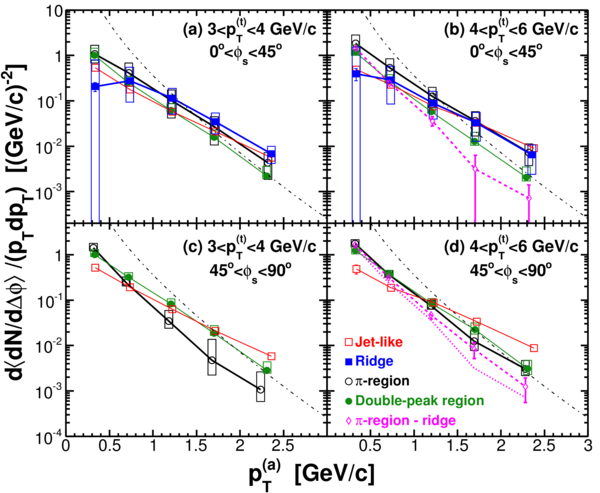 (a) 3<p_T^(t)<4 GeV/c
0°<ϕ_s<45°
(b) 4<p_T^(t)<6 GeV/c
0°<ϕ_s<45°
10
1
10^-1
10^-2
10^-3
d⟨dN/dΔϕ⟩/(p_T dp_T) [(GeV/c)^-2]
(c) 3<p_T^(t)<4 GeV/c
45°<ϕ_s<90°
(d) 4<p_T^(t)<6 GeV/c
45°<ϕ_s<90°
1
10^-1
10^-2
10^-3
10^-4
Jet-like
Ridge
π-region
Double-peak region
π-region - ridge
0 0.5 1 1.5 2 2.5 0.5 1 1.5 2 2.5 3
p_T^(a) [GeV/c]